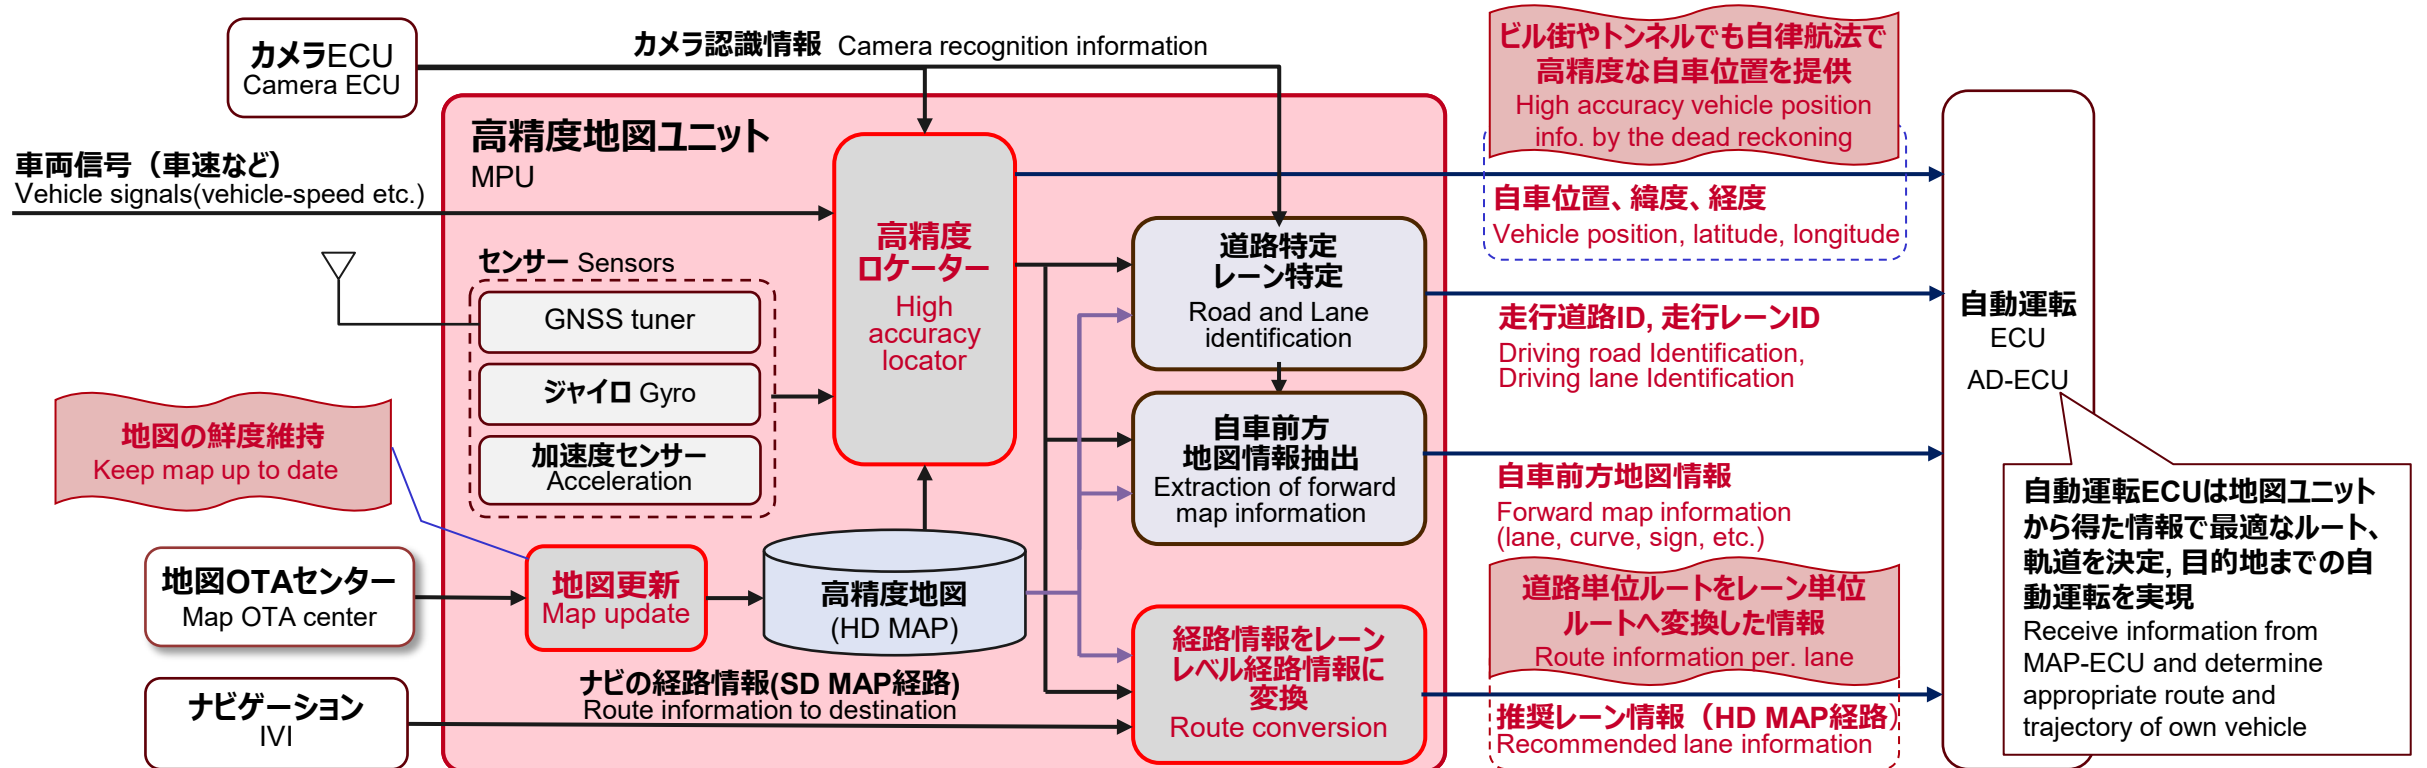 カメラECU
Camera ECU
カメラ認識情報 Camera recognition information
車両信号（車速など）
Vehicle signals(vehicle-speed etc.)
高精度地図ユニット
MPU
センサー Sensors
GNSS tuner
ジャイロ Gyro
加速度センサー
Acceleration
高精度
ロケーター
High
accuracy
locator
地図の鮮度維持
Keep map up to date
地図OTAセンター
Map OTA center
地図更新
Map update
高精度地図
(HD MAP)
ナビゲーション
IVI
ナビの経路情報(SD MAP経路)
Route information to destination
道路特定
レーン特定
Road and Lane
identification
自車前方
地図情報抽出
Extraction of forward
map information
経路情報をレーン
レベル経路情報に
変換
Route conversion
ビル街やトンネルでも自律航法で
高精度な自車位置を提供
High accuracy vehicle position
info. by the dead reckoning
自車位置、緯度、経度
Vehicle position, latitude, longitude
走行道路ID, 走行レーンID
Driving road Identification,
Driving lane Identification
自車前方地図情報
Forward map information
(lane, curve, sign, etc.)
道路単位ルートをレーン単位
ルートへ変換した情報
Route information per. lane
推奨レーン情報（HD MAP経路）
Recommended lane information
自動運転
ECU
AD-ECU
自動運転ECUは地図ユニット
から得た情報で最適なルート、
軌道を決定, 目的地までの自
動運転を実現
Receive information from
MAP-ECU and determine
appropriate route and
trajectory of own vehicle